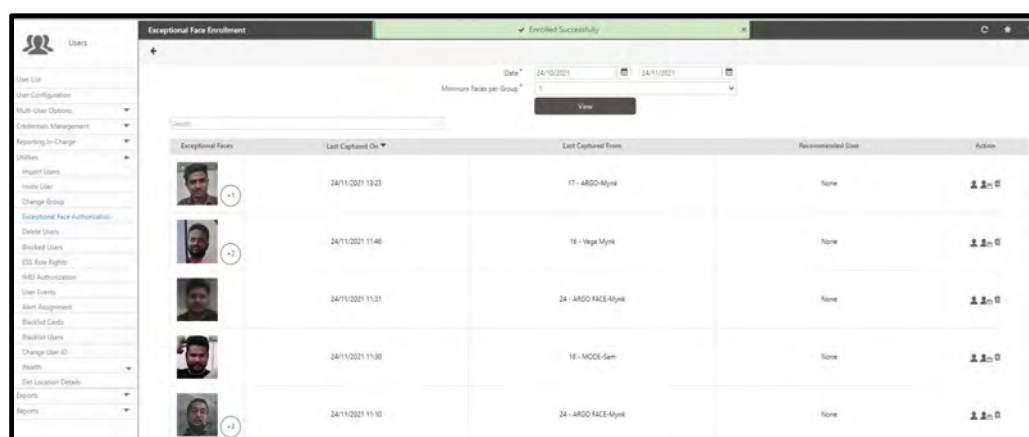 Users
Exceptional Face Enrollment
✔ Enrolled Successfully ×
Date * 24/10/2021 24/11/2021
Minimum Faces per Group * 1
View
Search
User List
User Configuration
Multi-User Options
Credentials Management
Reporting In-Charge
Utilities
Import Users
Invite User
Change Group
Exceptional Face Authorization
Delete Users
Blocked Users
ESS Role Rights
IMEI Authorization
User Events
Alert Assignment
Blacklist Cards
Blacklist Users
Change User ID
Health
Get Location Details
Exports
Reports
Exceptional Faces Last Captured On Last Captured From Recommended User Action
+1 24/11/2021 13:23 17 - ARGO-Mynk None
+2 24/11/2021 11:46 16 - Vega Mynk None
24/11/2021 11:31 24 - ARGO FACE-Mynk None
24/11/2021 11:30 18 - MODE-Sam None
+3 24/11/2021 11:10 24 - ARGO FACE-Mynk None